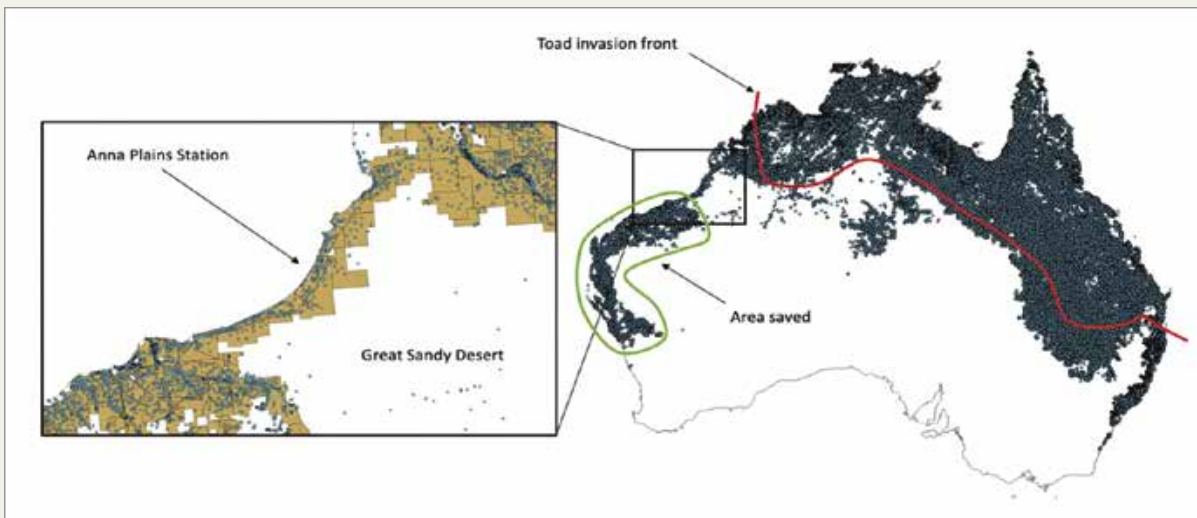 Toad invasion front
Anna Plains Station
Area saved
Great Sandy Desert